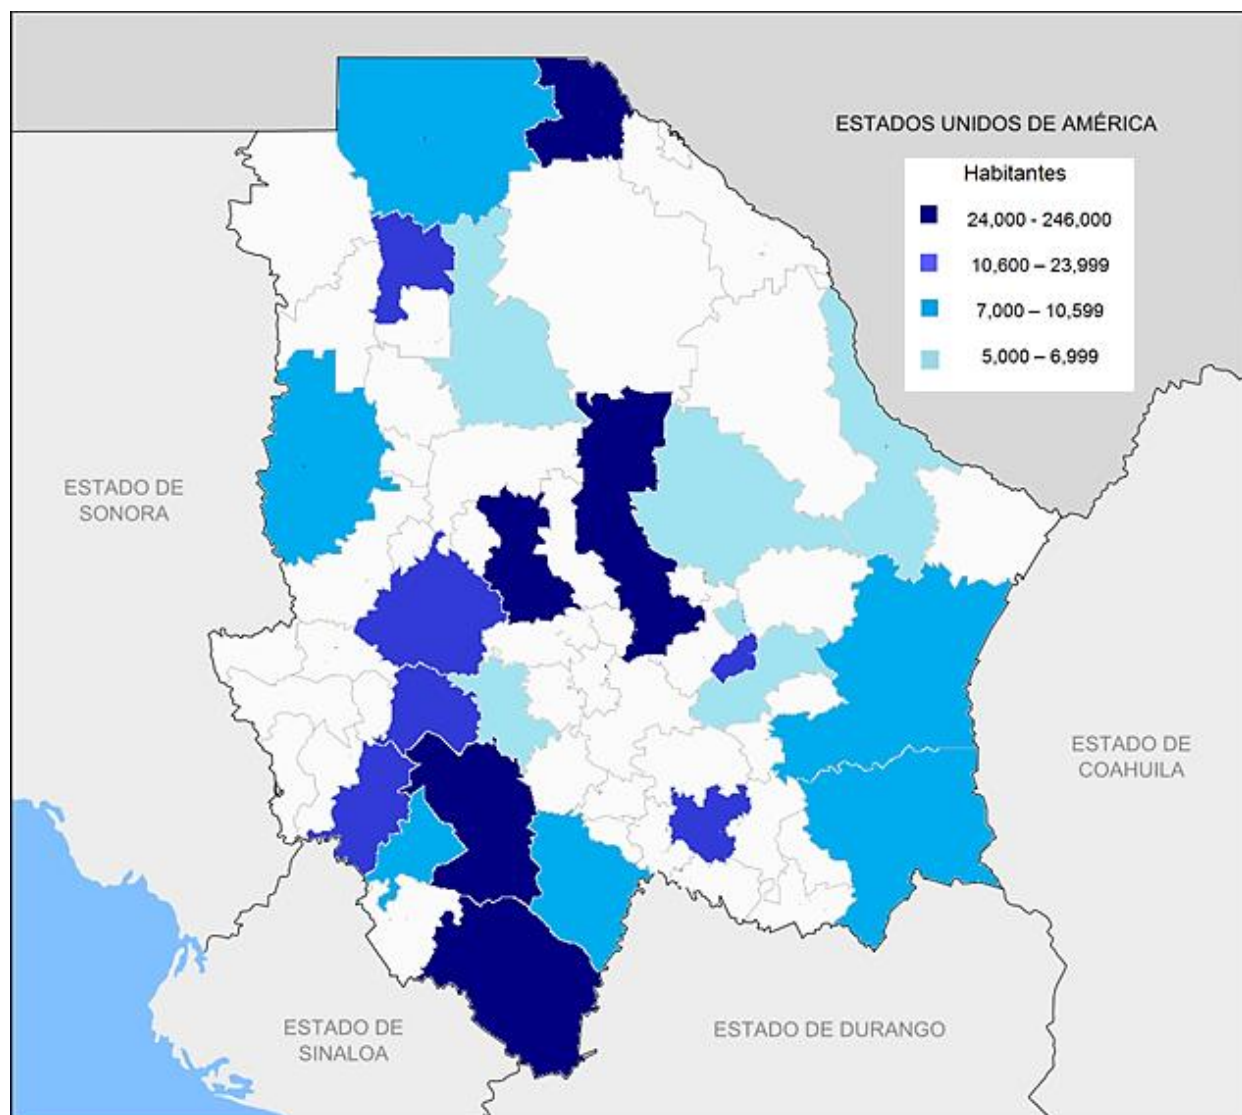 ESTADOS UNIDOS DE AMÉRICA
Habitantes
24,000 - 246,000
10,600 – 23,999
7,000 – 10,599
5,000 – 6,999
ESTADO DE
SONORA
ESTADO DE
COAHUILA
ESTADO DE
SINALOA
ESTADO DE DURANGO